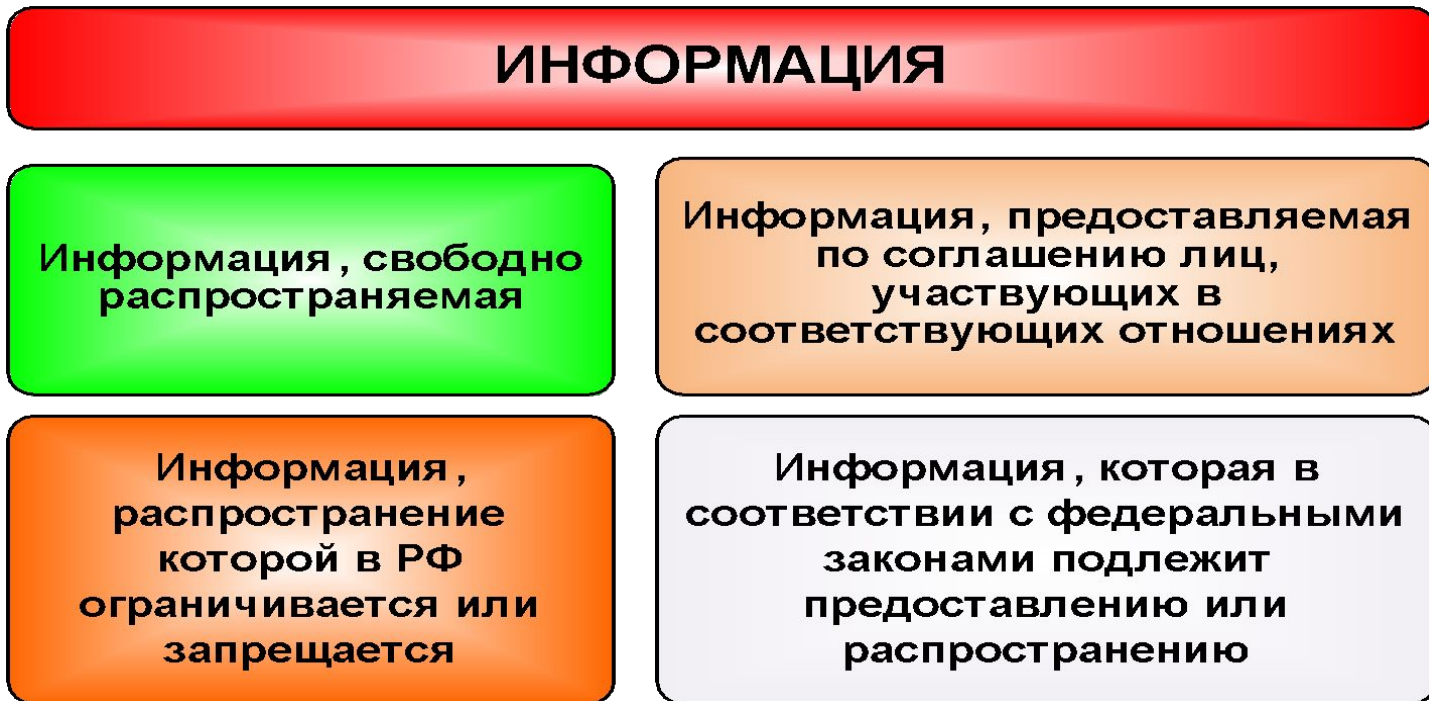 ИНФОРМАЦИЯ
Информация, свободно
распространяемая
Информация, предоставляемая
по соглашению лиц,
участвующих в
соответствующих отношениях
Информация,
распространение
которой в РФ
ограничивается или
запрещается
Информация, которая в
соответствии с федеральными
законами подлежит
предоставлению или
распространению